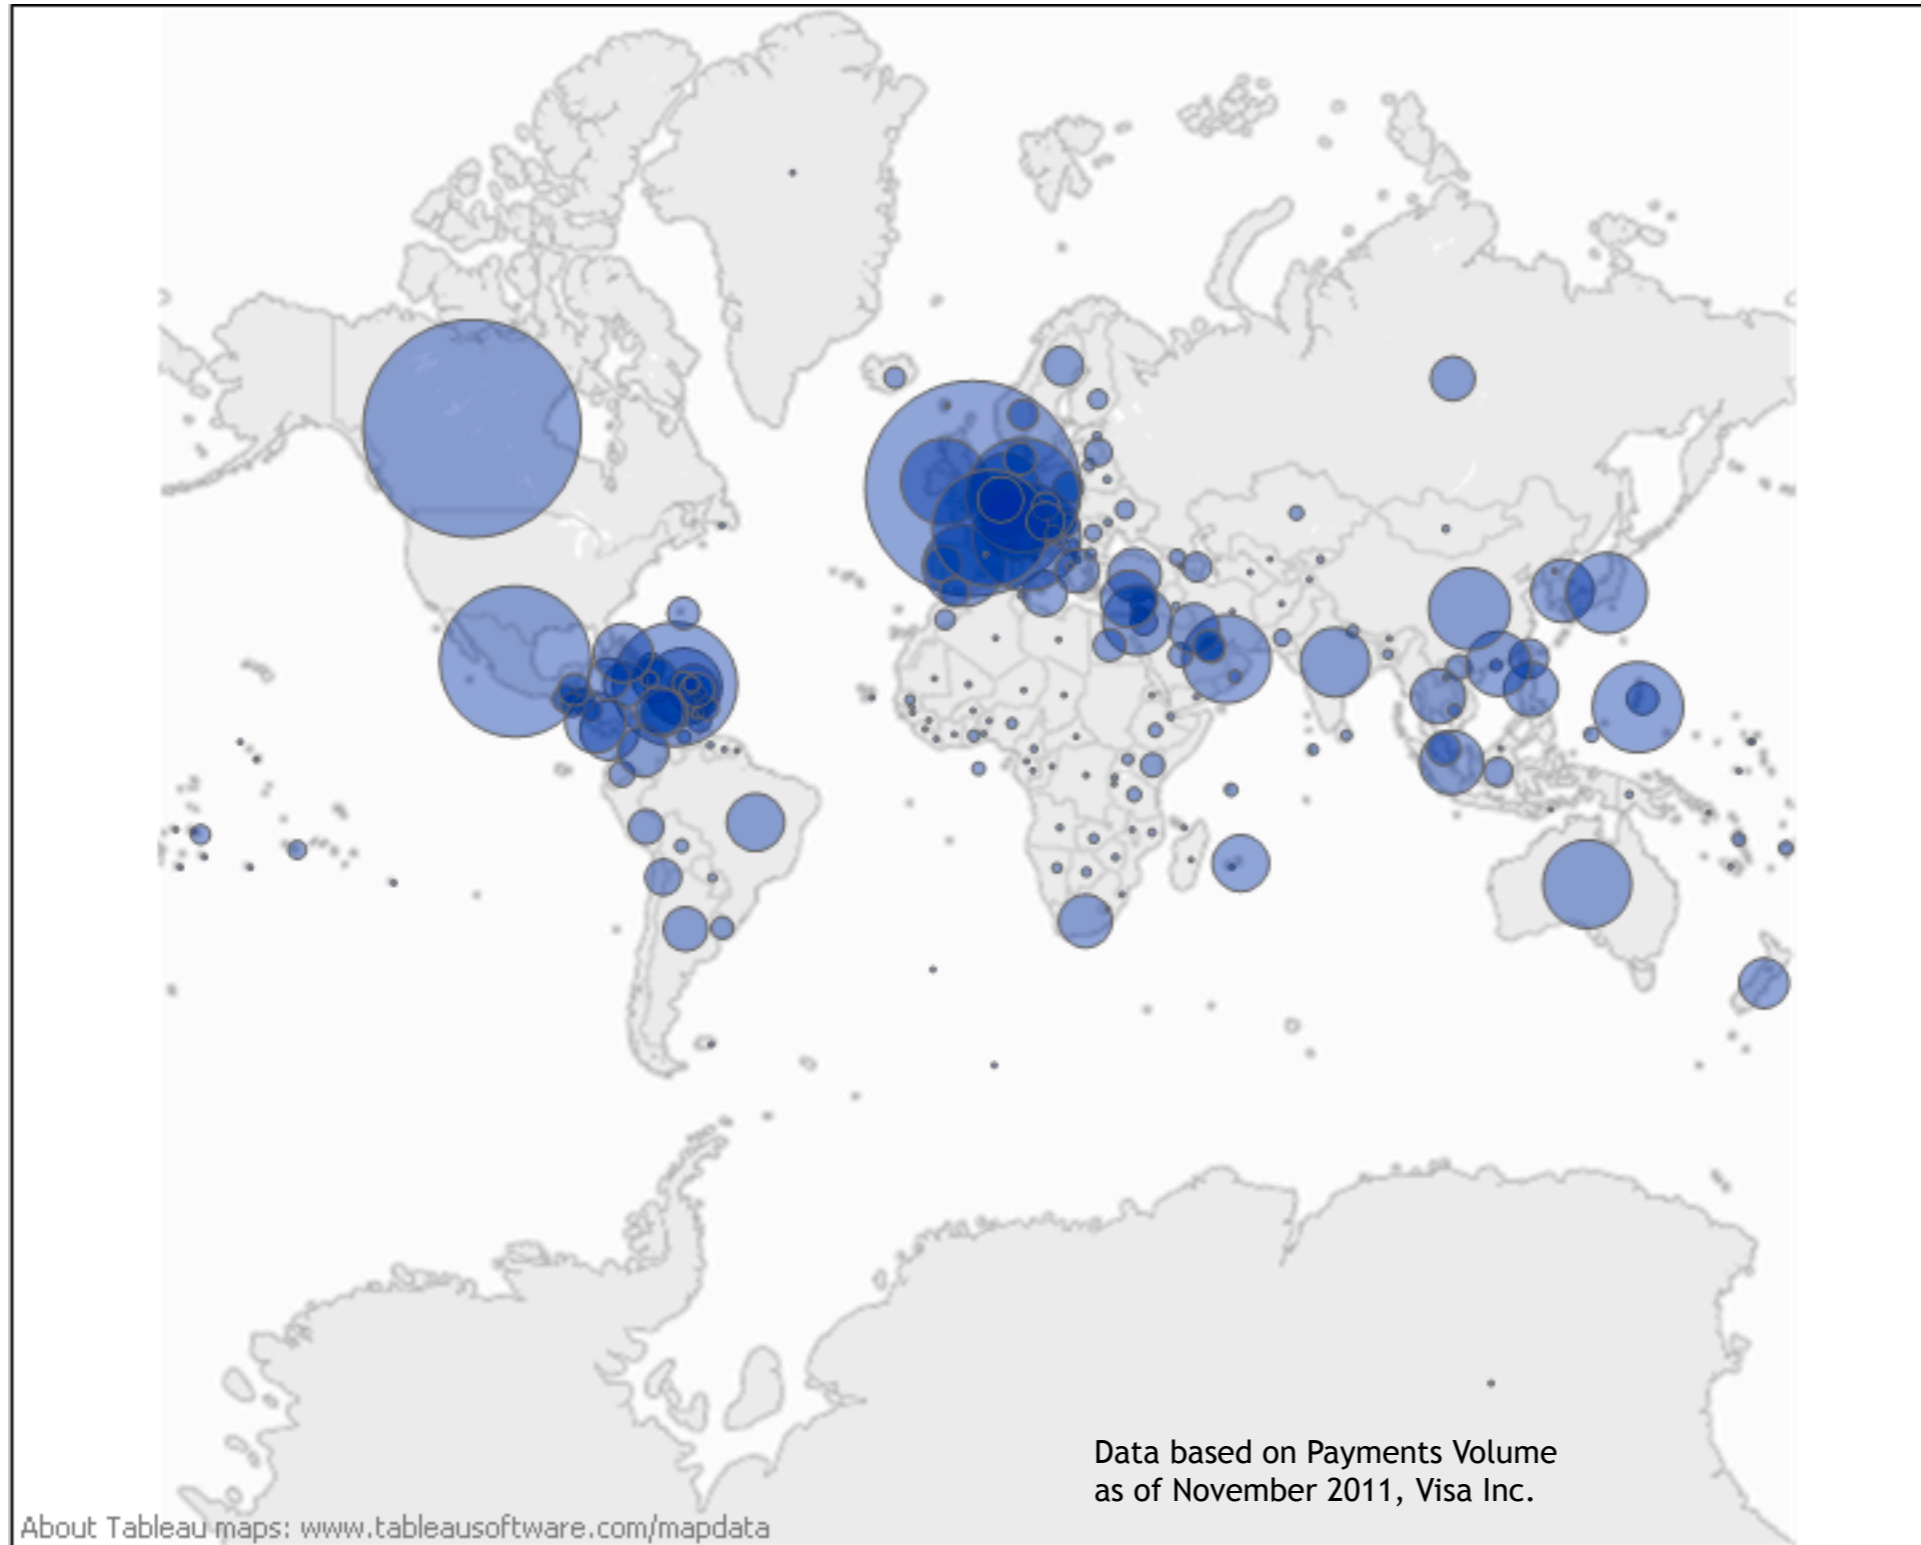 Data based on Payments Volume
as of November 2011, Visa Inc.
About Tableau maps: www.tableausoftware.com/mapdata